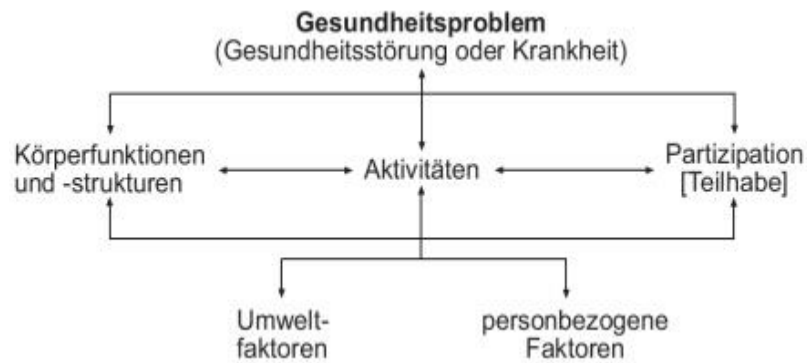 Gesundheitsproblem
(Gesundheitsstörung oder Krankheit)
Körperfunktionen
und -strukturen
Aktivitäten
Partizipation
[Teilhabe]
Umwelt-
faktoren
personbezogene
Faktoren